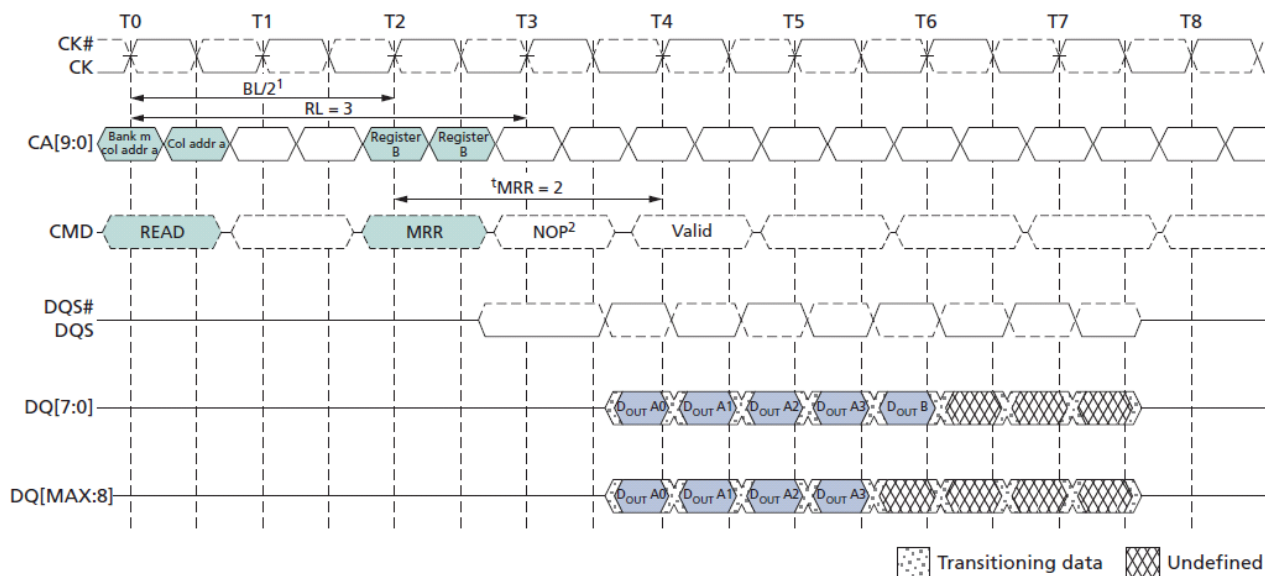 T0 T1 T2 T3 T4 T5 T6 T7 T8
CK#
CK
BL/2¹
RL = 3
CA[9:0]
Bank m
col addr a
Col addr a
Register
B
Register
B
ᵗMRR = 2
CMD READ MRR NOP² Valid
DQS#
DQS
DQ[7:0] DOUT A0 DOUT A1 DOUT A2 DOUT A3 DOUT B
DQ[MAX:8] DOUT A0 DOUT A1 DOUT A2 DOUT A3
Transitioning data Undefined